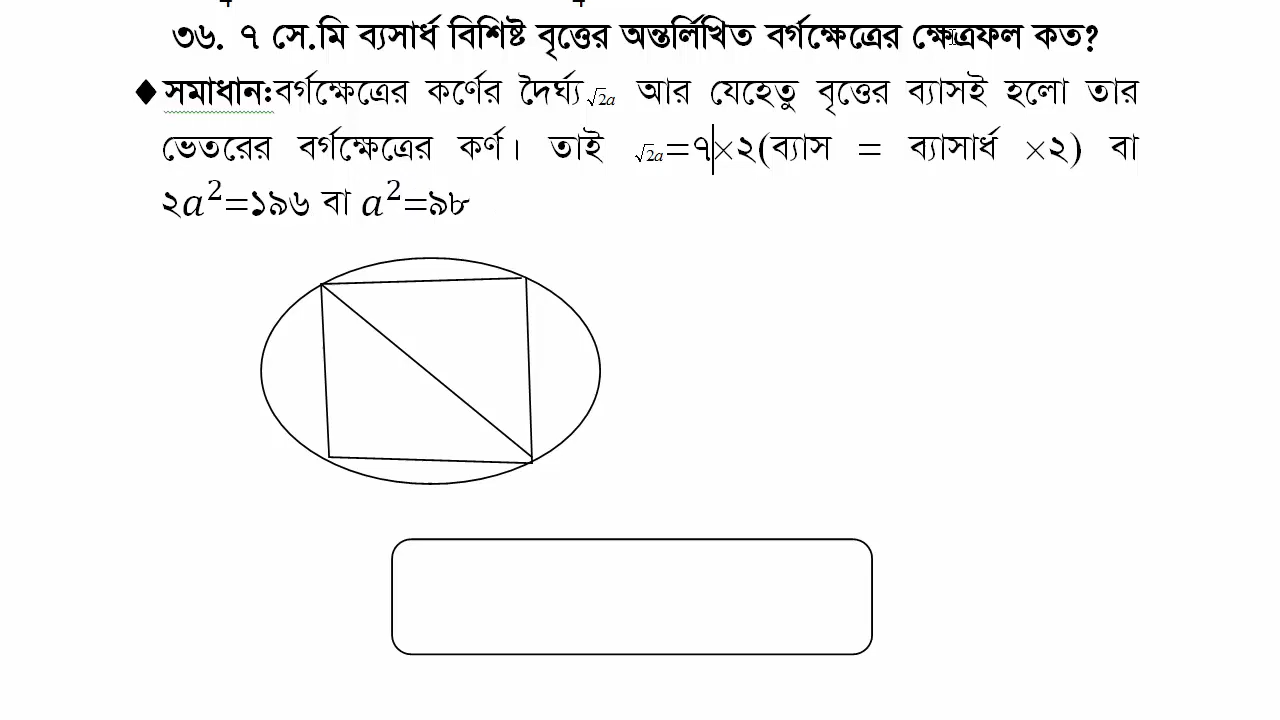 ৩৬. ৭ সে.মি ব্যসার্ধ বিশিষ্ট বৃত্তের অন্তর্লিখিত বর্গক্ষেত্রের ক্ষেত্রফল কত?
◆ সমাধান:বর্গক্ষেত্রের কর্ণের দৈর্ঘ্য √2a আর যেহেতু বৃত্তের ব্যাসই হলো তার
ভেতরের বর্গক্ষেত্রের কর্ণ। তাই √2a=৭×২(ব্যাস = ব্যাসার্ধ ×২) বা
২a²=১৯৬ বা a²=৯৮